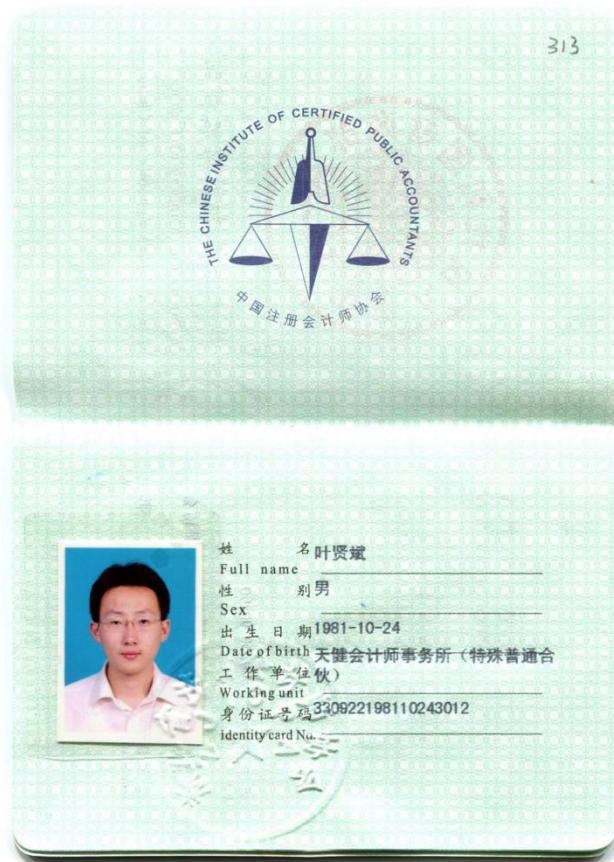 313
THE CHINESE INSTITUTE OF CERTIFIED PUBLIC ACCOUNTANTS
中国注册会计师协会
姓 名 叶贤斌
Full name
性 别 男
Sex
出生日期 1981-10-24
Date of birth
工作单位 天健会计师事务所（特殊普通合
伙）
Working unit
身份证号码 330922198110243012
identity card No.